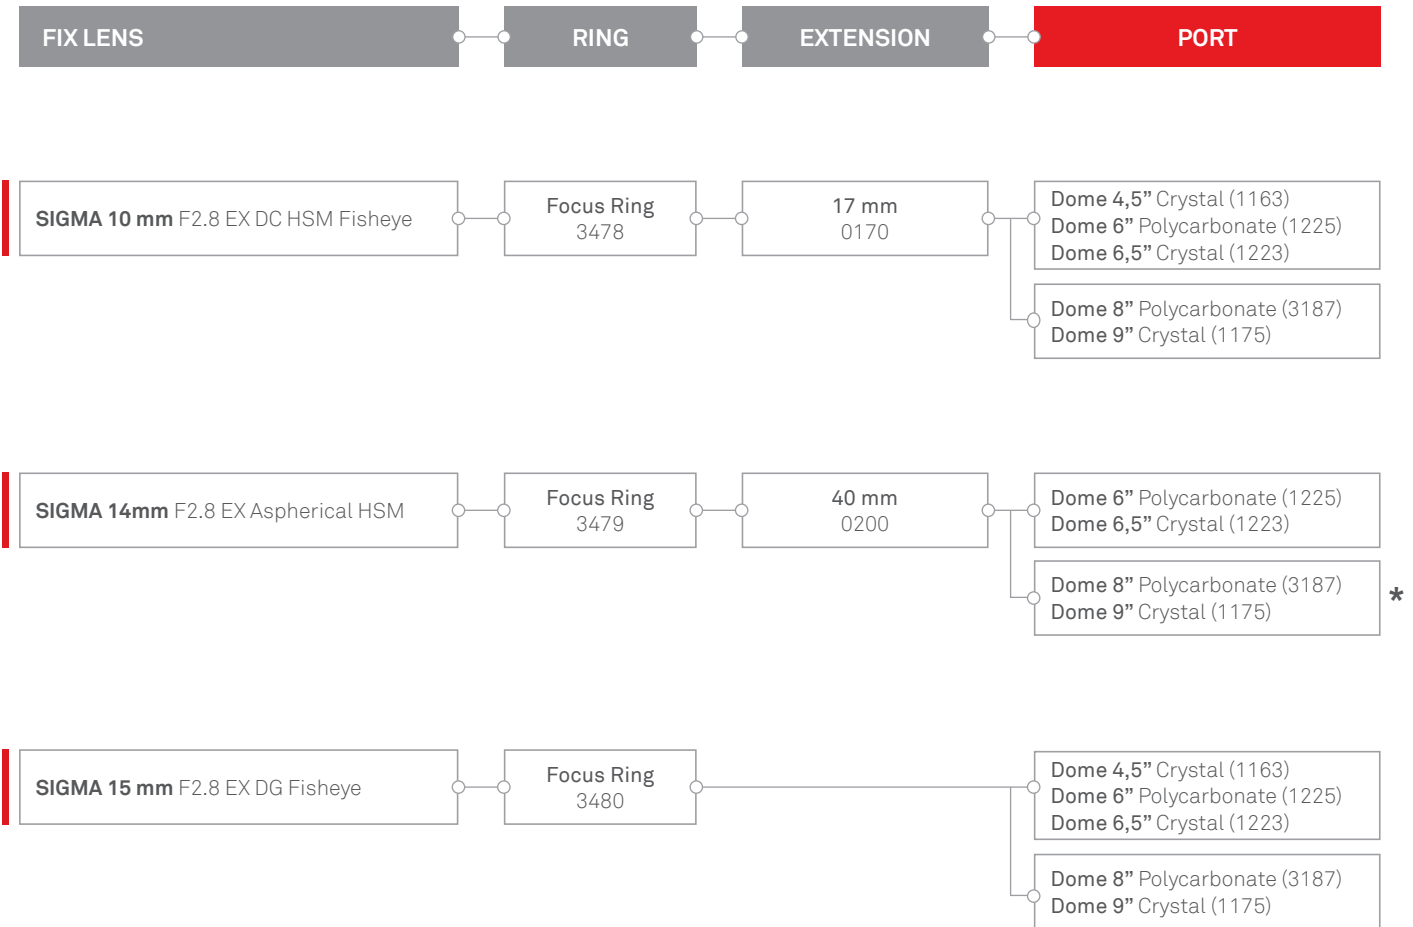 FIX LENS
RING
EXTENSION
PORT
SIGMA 10 mm F2.8 EX DC HSM Fisheye
Focus Ring
3478
17 mm
0170
Dome 4,5” Crystal (1163)
Dome 6” Polycarbonate (1225)
Dome 6,5” Crystal (1223)
Dome 8” Polycarbonate (3187)
Dome 9” Crystal (1175)
SIGMA 14mm F2.8 EX Aspherical HSM
Focus Ring
3479
40 mm
0200
Dome 6” Polycarbonate (1225)
Dome 6,5” Crystal (1223)
Dome 8” Polycarbonate (3187)
Dome 9” Crystal (1175)
*
SIGMA 15 mm F2.8 EX DG Fisheye
Focus Ring
3480
Dome 4,5” Crystal (1163)
Dome 6” Polycarbonate (1225)
Dome 6,5” Crystal (1223)
Dome 8” Polycarbonate (3187)
Dome 9” Crystal (1175)